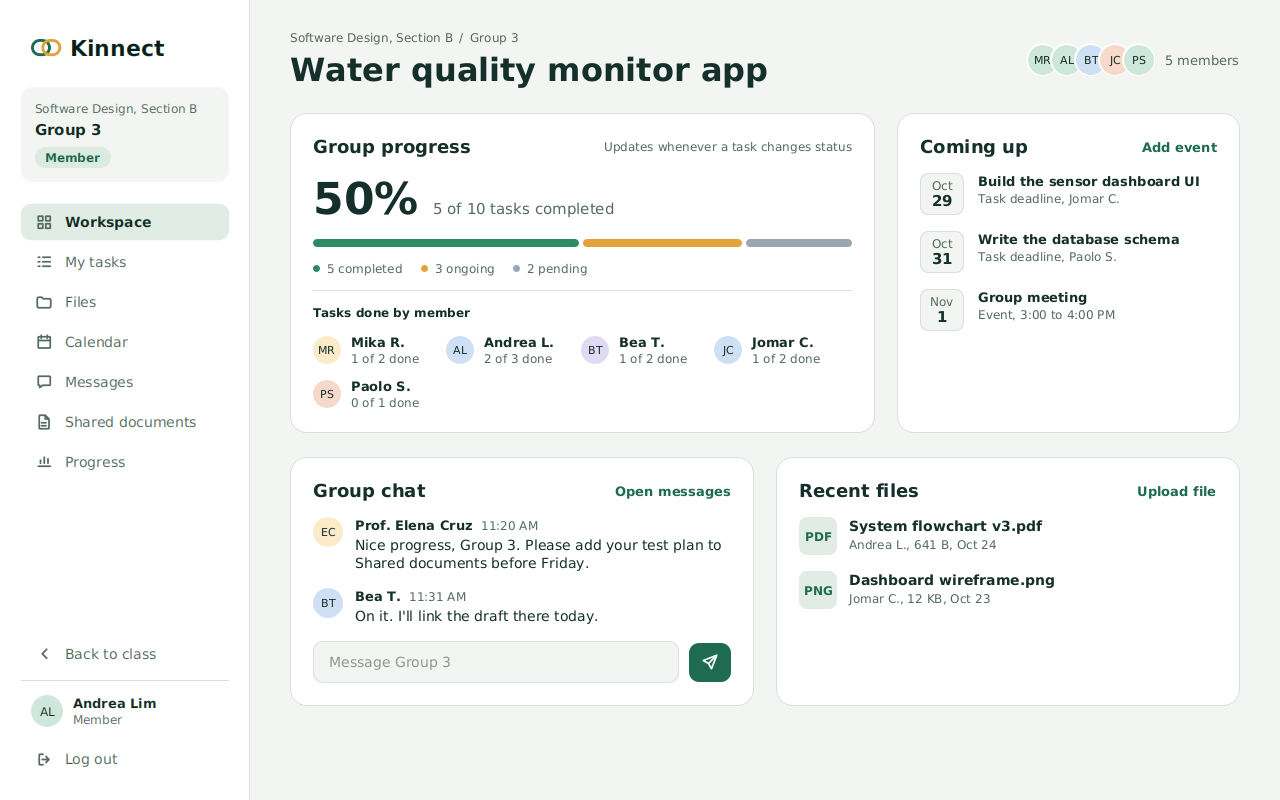 Kinnect
Software Design, Section B
Group 3
Member
Workspace
My tasks
Files
Calendar
Messages
Shared documents
Progress
Back to class
AL
Andrea Lim
Member
Log out
Software Design, Section B / Group 3
Water quality monitor app
MR AL BT JC PS 5 members
Group progress
Updates whenever a task changes status
50% 5 of 10 tasks completed
5 completed 3 ongoing 2 pending
Tasks done by member
MR Mika R. 1 of 2 done
AL Andrea L. 2 of 3 done
BT Bea T. 1 of 2 done
JC Jomar C. 1 of 2 done
PS Paolo S. 0 of 1 done
Coming up
Add event
Oct 29
Build the sensor dashboard UI
Task deadline, Jomar C.
Oct 31
Write the database schema
Task deadline, Paolo S.
Nov 1
Group meeting
Event, 3:00 to 4:00 PM
Group chat
Open messages
EC
Prof. Elena Cruz 11:20 AM
Nice progress, Group 3. Please add your test plan to
Shared documents before Friday.
BT
Bea T. 11:31 AM
On it. I'll link the draft there today.
Message Group 3
Recent files
Upload file
PDF
System flowchart v3.pdf
Andrea L., 641 B, Oct 24
PNG
Dashboard wireframe.png
Jomar C., 12 KB, Oct 23